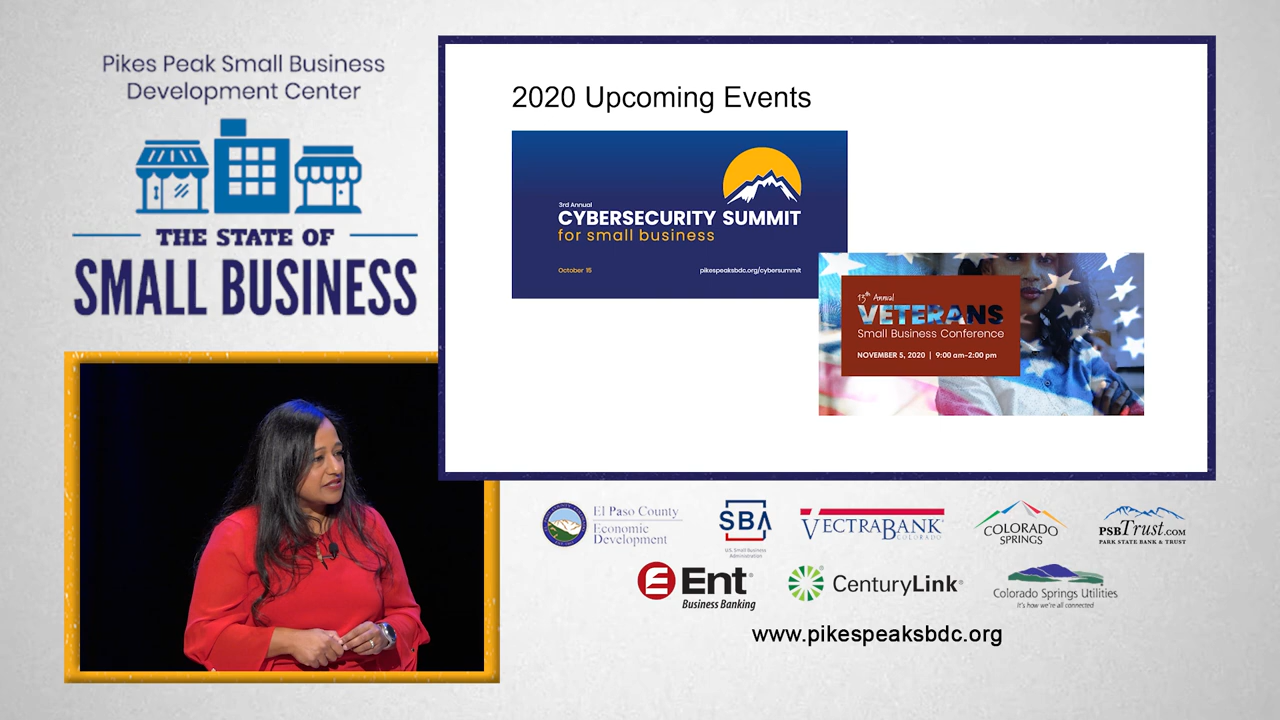 Pikes Peak Small Business
Development Center
THE STATE OF
SMALL BUSINESS
2020 Upcoming Events
3rd Annual
CYBERSECURITY SUMMIT
for small business
October 15
pikespeaksbdc.org/cybersummit
13th Annual
VETERANS
Small Business Conference
NOVEMBER 5, 2020 | 9:00 am-2:00 pm
El Paso County
Economic
Development
SBA
U.S. Small Business
Administration
VECTRABANK
COLORADO
COLORADO
SPRINGS
PSBTrust.com
PARK STATE BANK & TRUST
Ent
Business Banking
CenturyLink
Colorado Springs Utilities
It's how we're all connected
www.pikespeaksbdc.org